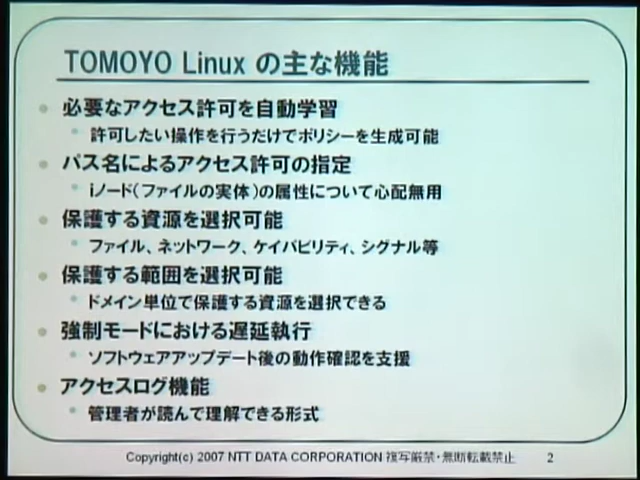 TOMOYO Linux の主な機能
必要なアクセス許可を自動学習
許可したい操作を行うだけでポリシーを生成可能
パス名によるアクセス許可の指定
iノード(ファイルの実体)の属性について心配無用
保護する資源を選択可能
ファイル、ネットワーク、ケイパビリティ、シグナル等
保護する範囲を選択可能
ドメイン単位で保護する資源を選択できる
強制モードにおける遅延執行
ソフトウェアアップデート後の動作確認を支援
アクセスログ機能
管理者が読んで理解できる形式
Copyright(c) 2007 NTT DATA CORPORATION 複写厳禁・無断転載禁止 2